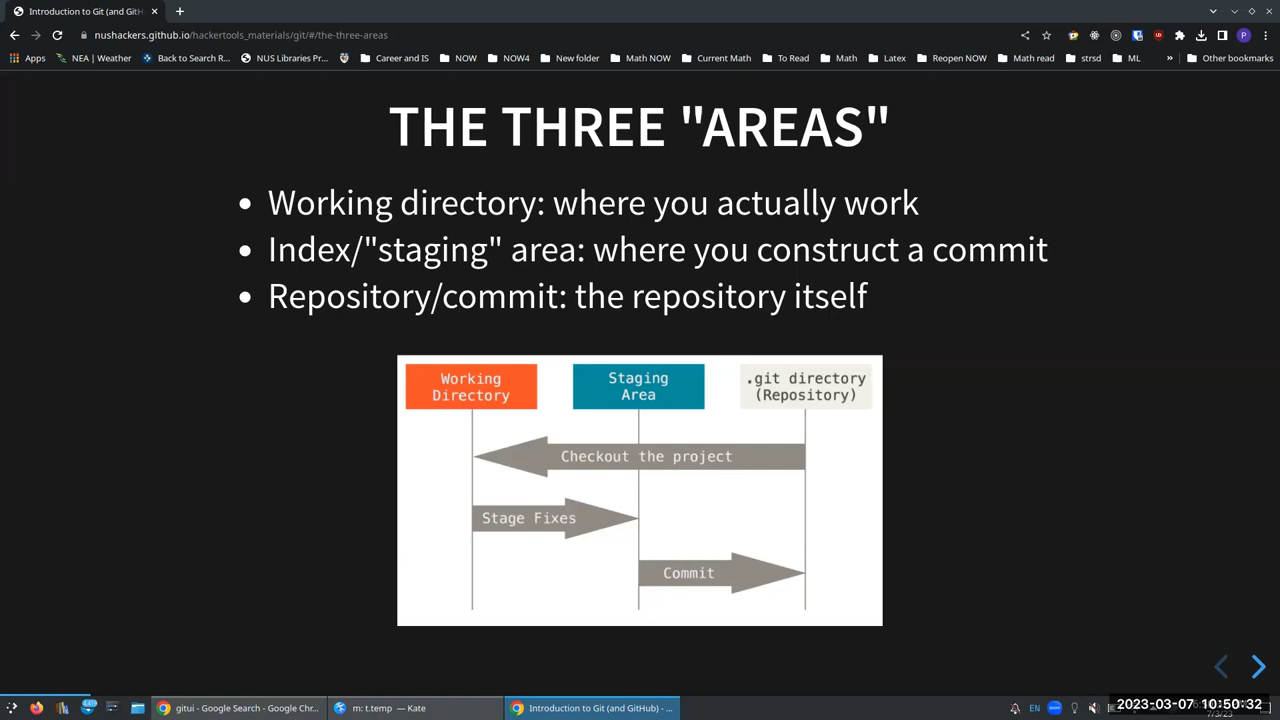 Introduction to Git (and GitH
nushackers.github.io/hackertools_materials/git/#/the-three-areas
Apps
NEA | Weather
Back to Search R...
NUS Libraries Pr...
Career and IS
NOW
NOW4
New folder
Math NOW
Current Math
To Read
Math
Latex
Reopen NOW
Math read
strsd
ML
»
Other bookmarks
P
THE THREE "AREAS"
• Working directory: where you actually work
• Index/"staging" area: where you construct a commit
• Repository/commit: the repository itself
Working
Directory
Staging
Area
.git directory
(Repository)
Checkout the project
Stage Fixes
Commit
gitui - Google Search - Google Chr...
m: t.temp — Kate
Introduction to Git (and GitHub) - ...
EN
2023-03-07 10:50:32
7/3/23